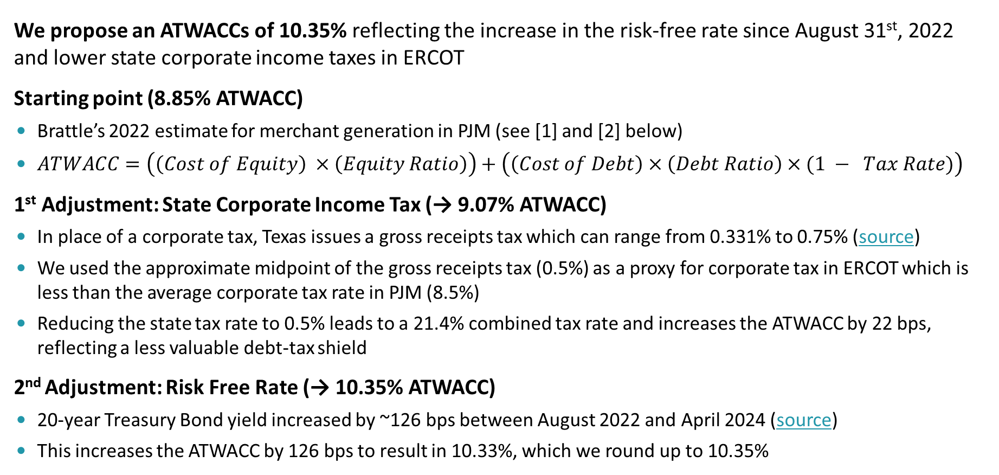 We propose an ATWACCs of 10.35% reflecting the increase in the risk-free rate since August 31st, 2022
and lower state corporate income taxes in ERCOT
Starting point (8.85% ATWACC)
• Brattle’s 2022 estimate for merchant generation in PJM (see [1] and [2] below)
• ATWACC = ((Cost of Equity) × (Equity Ratio)) + ((Cost of Debt) × (Debt Ratio) × (1 − Tax Rate))
1st Adjustment: State Corporate Income Tax (→ 9.07% ATWACC)
• In place of a corporate tax, Texas issues a gross receipts tax which can range from 0.331% to 0.75% (source)
• We used the approximate midpoint of the gross receipts tax (0.5%) as a proxy for corporate tax in ERCOT which is
less than the average corporate tax rate in PJM (8.5%)
• Reducing the state tax rate to 0.5% leads to a 21.4% combined tax rate and increases the ATWACC by 22 bps,
reflecting a less valuable debt-tax shield
2nd Adjustment: Risk Free Rate (→ 10.35% ATWACC)
• 20-year Treasury Bond yield increased by ~126 bps between August 2022 and April 2024 (source)
• This increases the ATWACC by 126 bps to result in 10.33%, which we round up to 10.35%